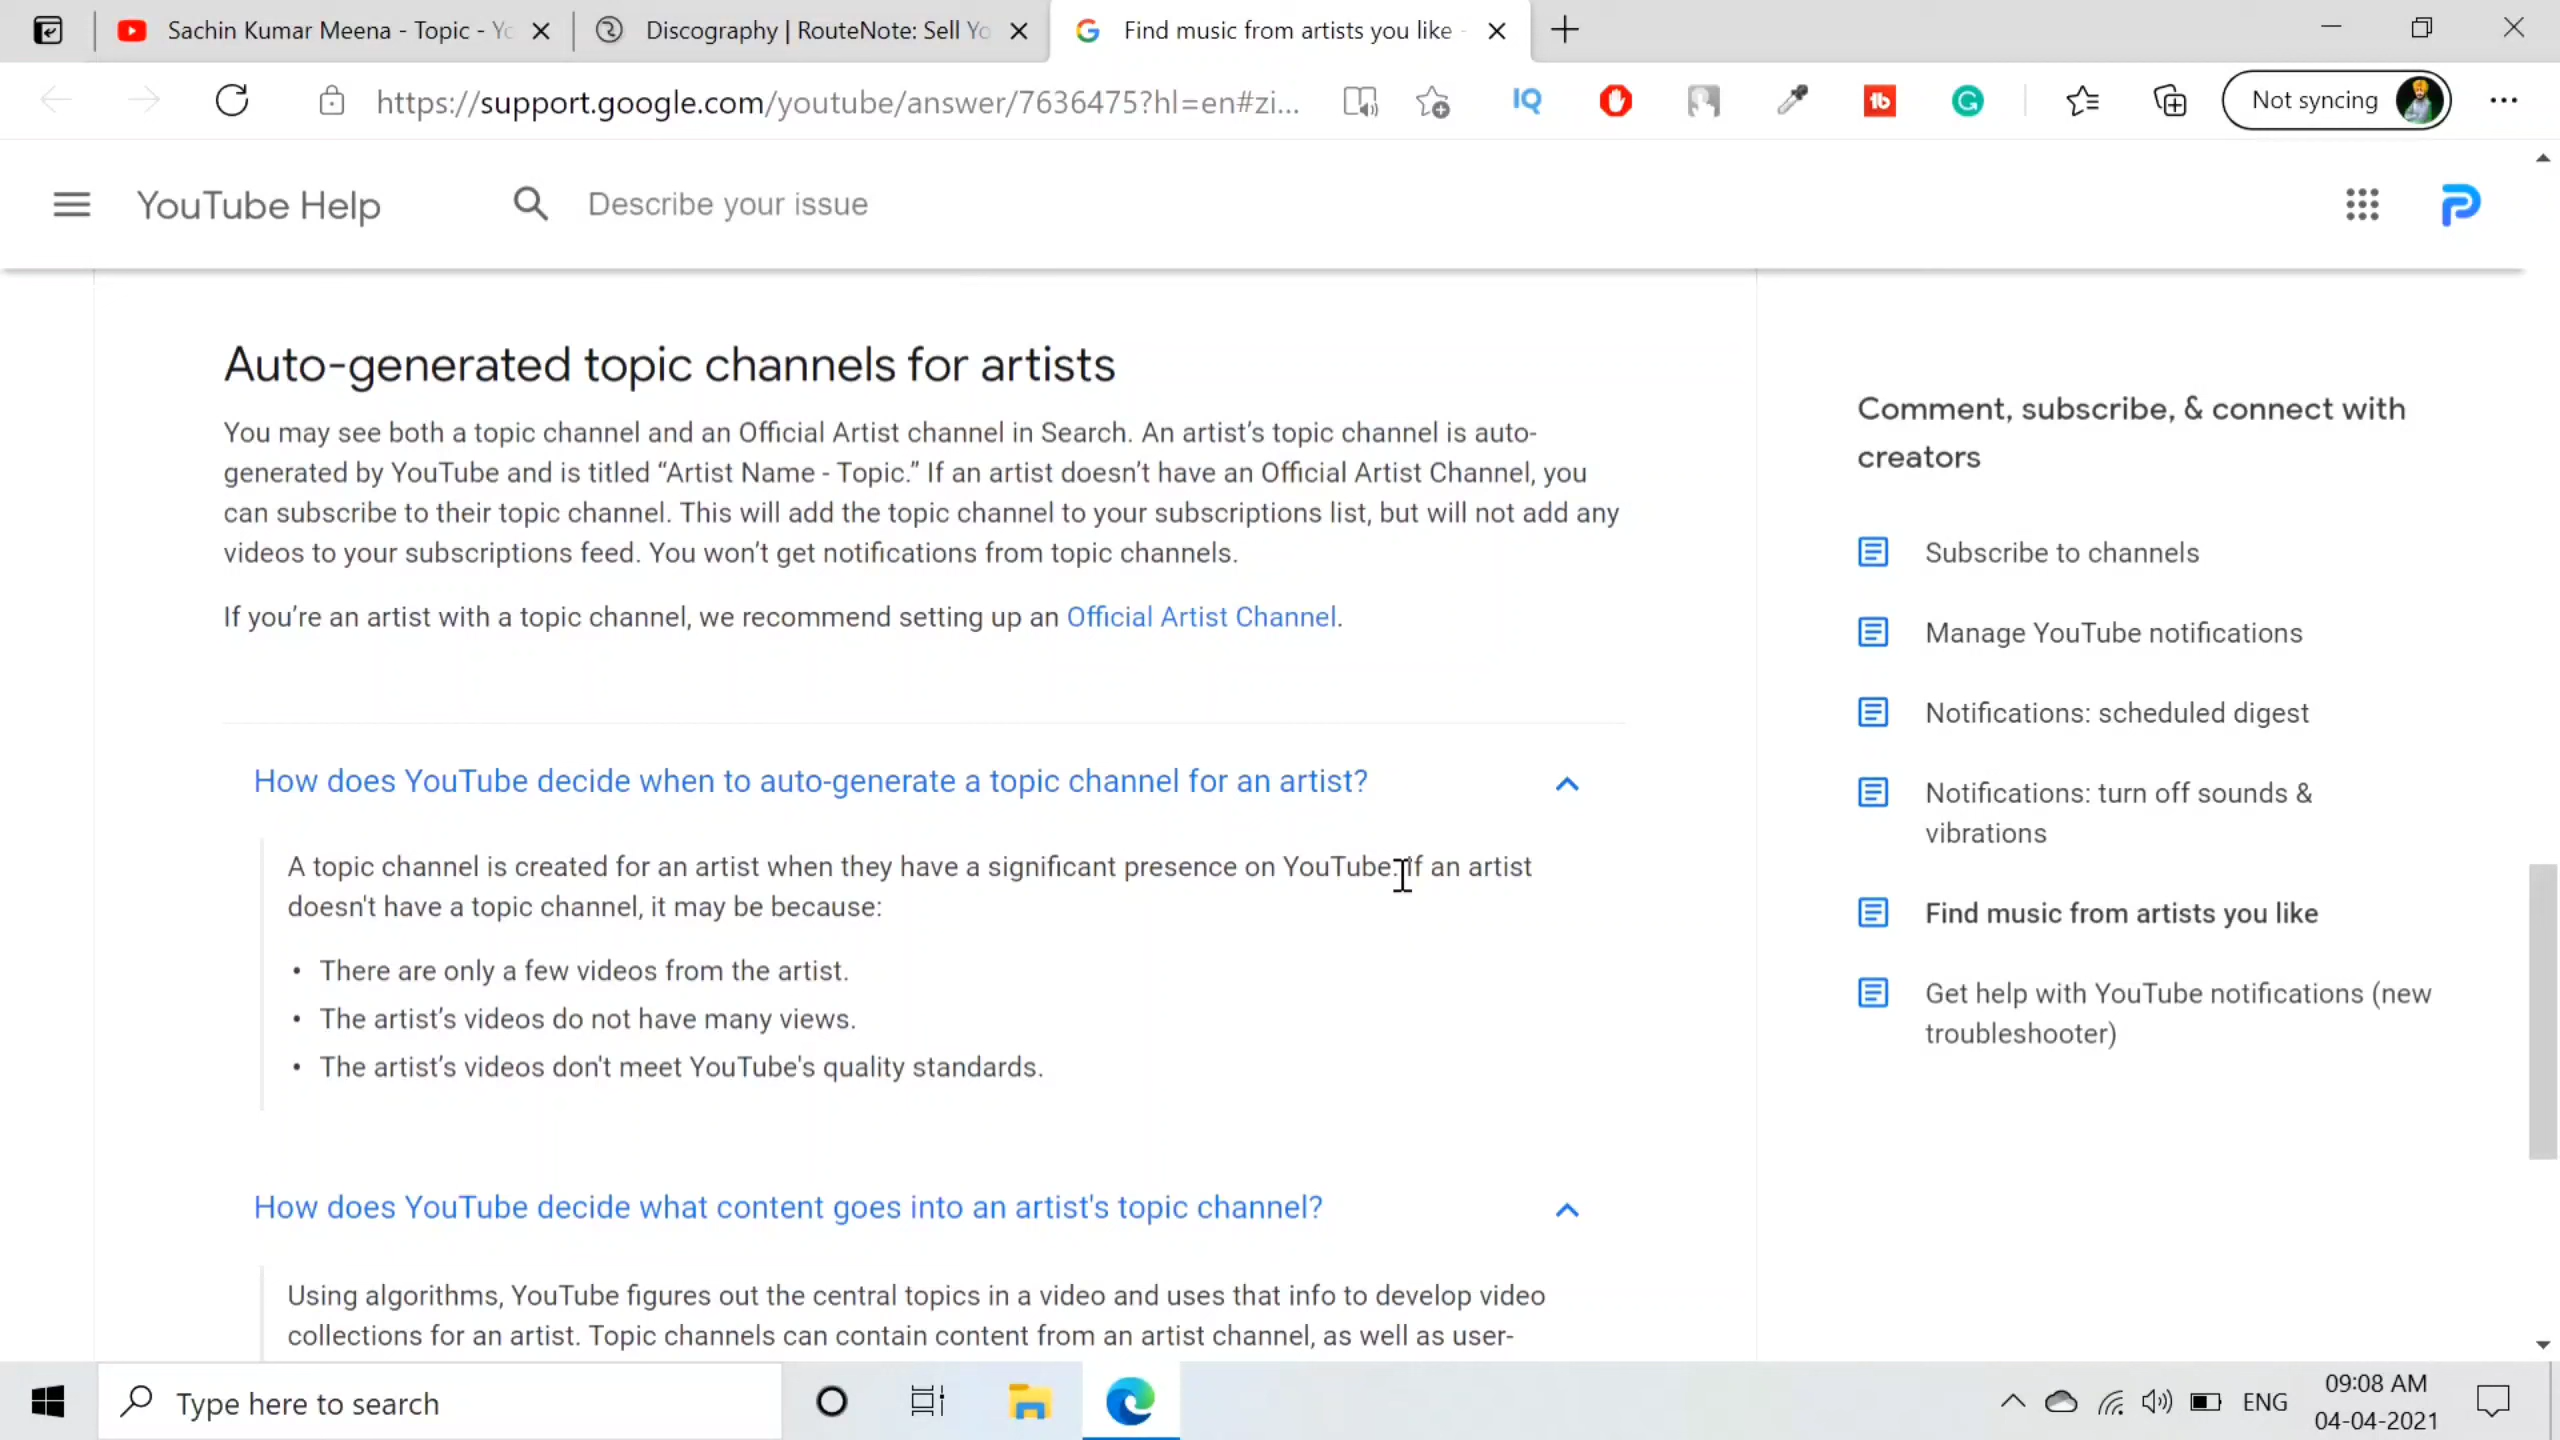 Sachin Kumar Meena - Topic - Yo
Discography | RouteNote: Sell Yo
Find music from artists you like -
https://support.google.com/youtube/answer/7636475?hl=en#zi...
IQ
tb
G
Not syncing
YouTube Help
Describe your issue
Auto-generated topic channels for artists
You may see both a topic channel and an Official Artist channel in Search. An artist’s topic channel is auto-
generated by YouTube and is titled “Artist Name - Topic.” If an artist doesn’t have an Official Artist Channel, you
can subscribe to their topic channel. This will add the topic channel to your subscriptions list, but will not add any
videos to your subscriptions feed. You won’t get notifications from topic channels.
If you’re an artist with a topic channel, we recommend setting up an Official Artist Channel.
How does YouTube decide when to auto-generate a topic channel for an artist?
A topic channel is created for an artist when they have a significant presence on YouTube. If an artist
doesn't have a topic channel, it may be because:
• There are only a few videos from the artist.
• The artist’s videos do not have many views.
• The artist’s videos don't meet YouTube's quality standards.
How does YouTube decide what content goes into an artist's topic channel?
Using algorithms, YouTube figures out the central topics in a video and uses that info to develop video
collections for an artist. Topic channels can contain content from an artist channel, as well as user-
Comment, subscribe, & connect with
creators
Subscribe to channels
Manage YouTube notifications
Notifications: scheduled digest
Notifications: turn off sounds &
vibrations
Find music from artists you like
Get help with YouTube notifications (new
troubleshooter)
Type here to search
ENG
09:08 AM
04-04-2021